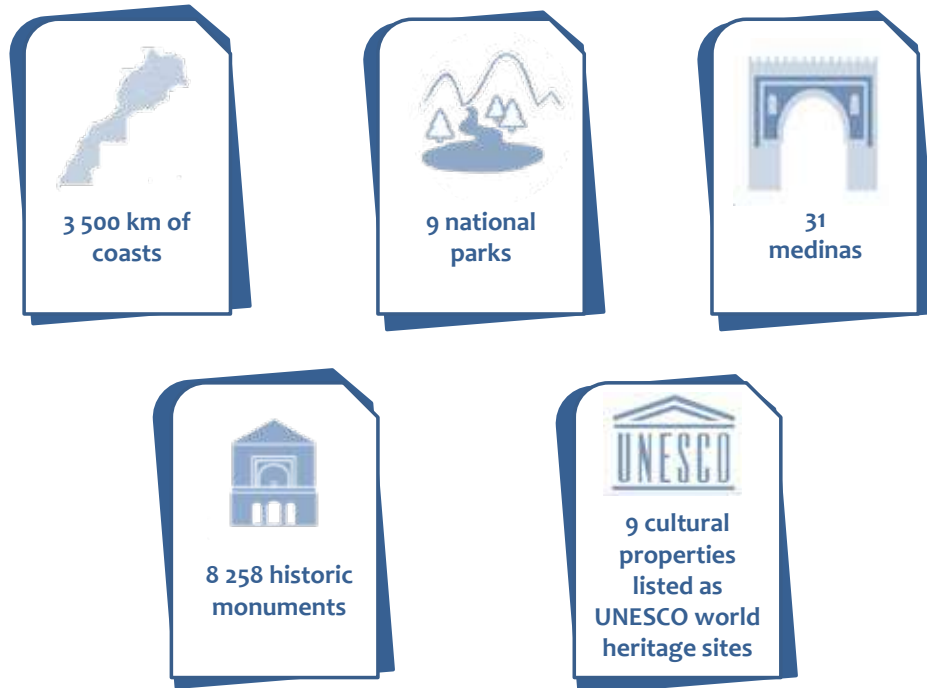 3 500 km of
coasts
9 national
parks
31
medinas
8 258 historic
monuments
UNESCO
9 cultural
properties
listed as
UNESCO world
heritage sites